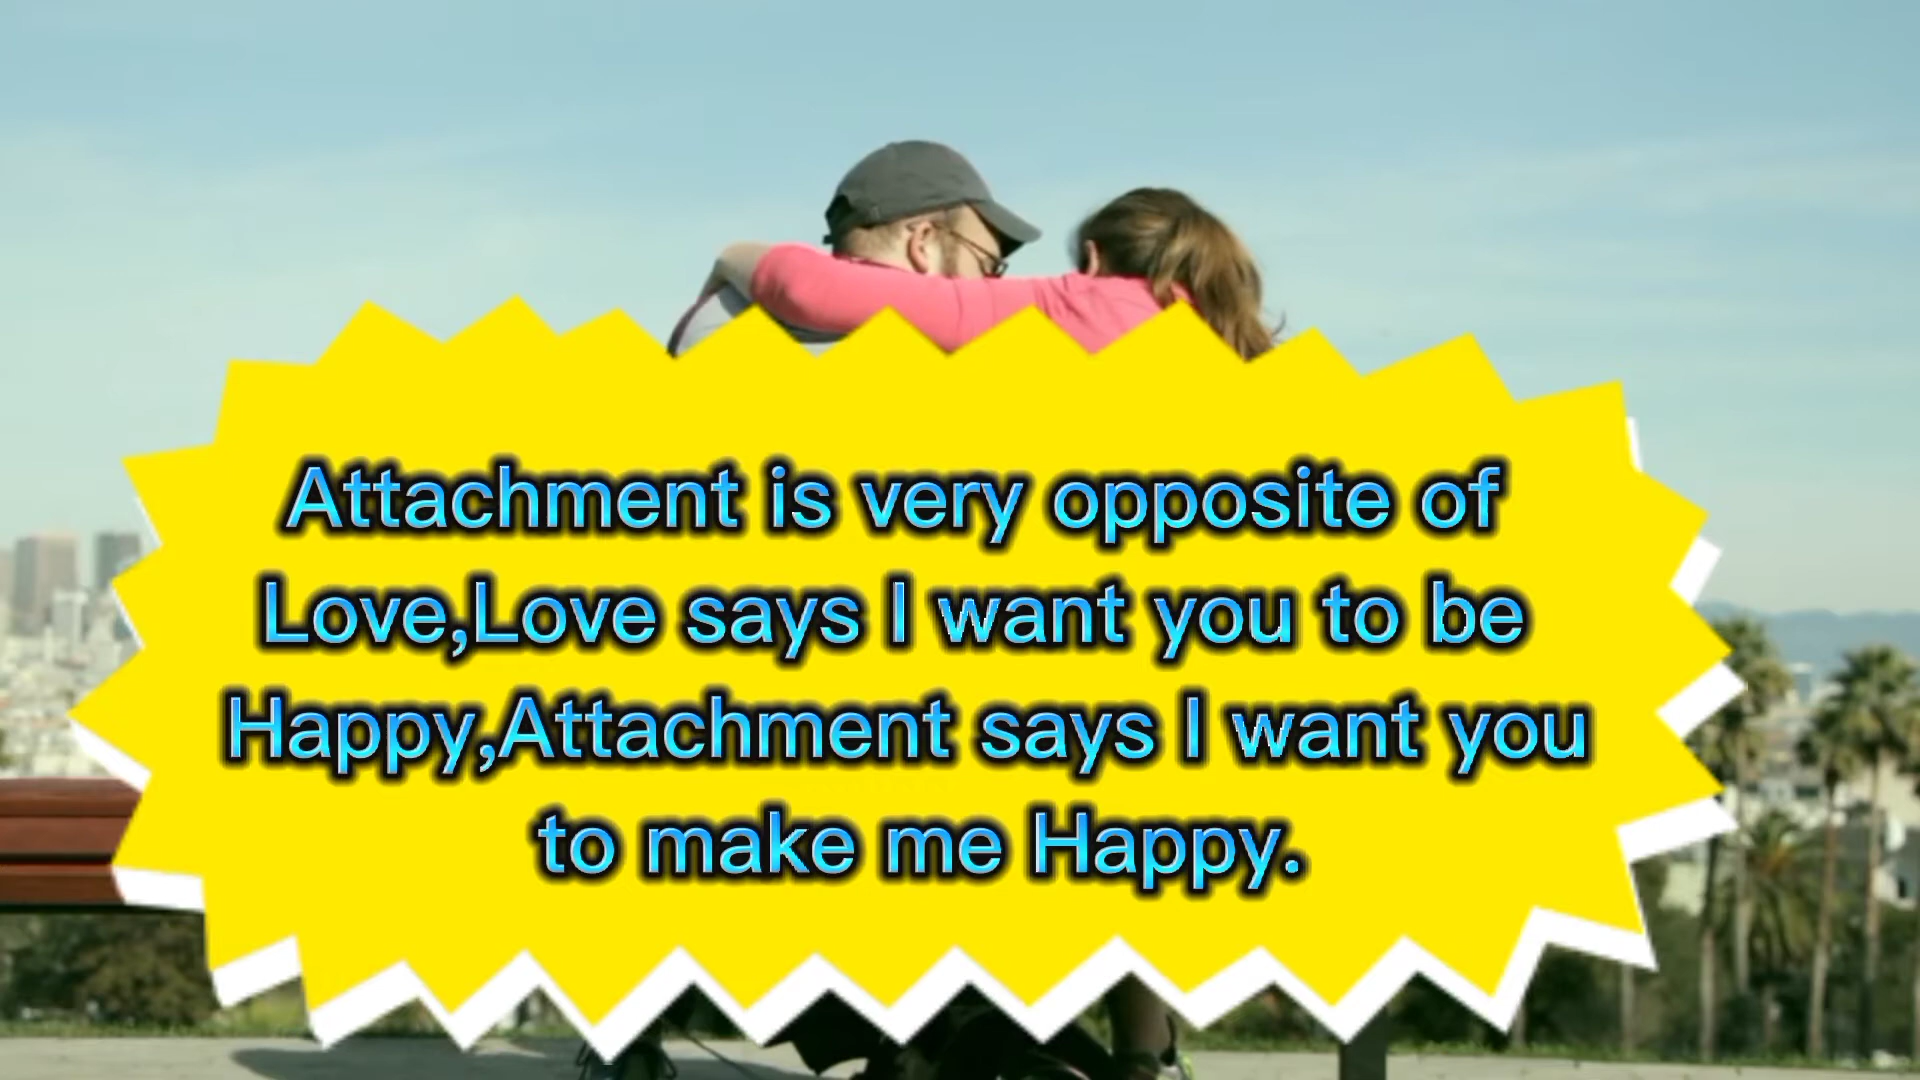 Attachment is very opposite of
Love,Love says I want you to be
Happy,Attachment says I want you
to make me Happy.